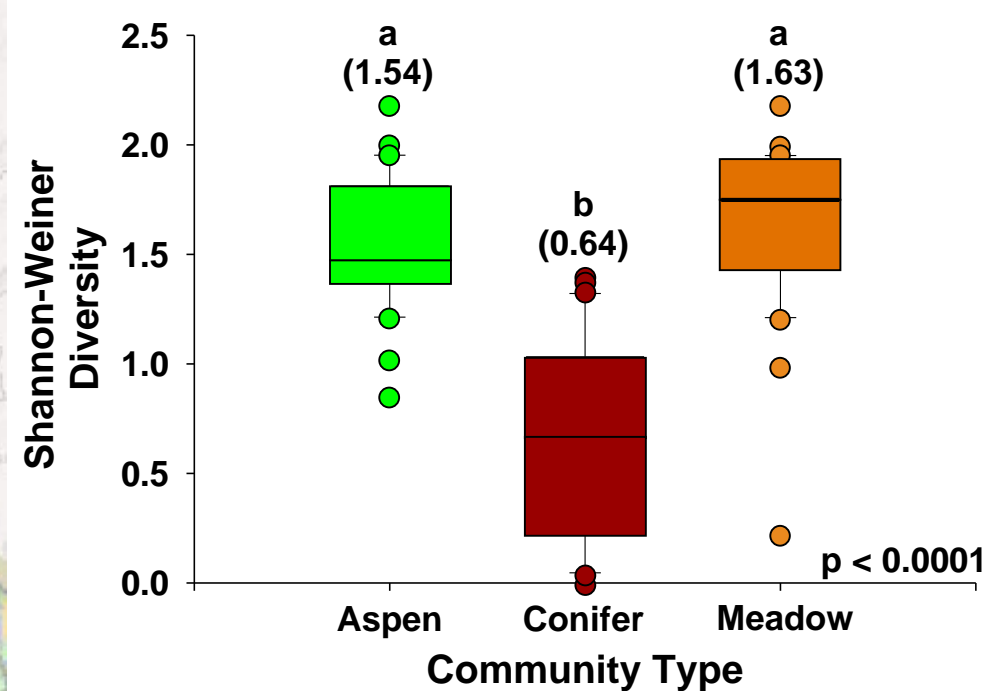 2.5
2.0
1.5
1.0
0.5
0.0
Shannon-Weiner
Diversity
a
(1.54)
b
(0.64)
a
(1.63)
p < 0.0001
Aspen
Conifer
Meadow
Community Type